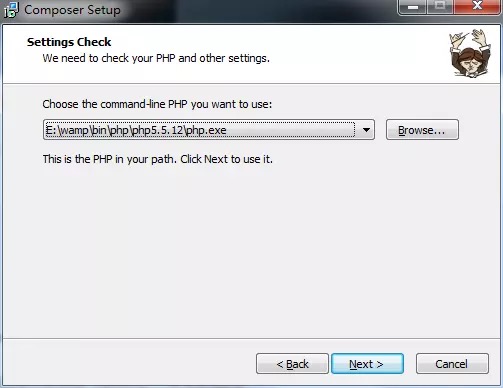 Composer Setup
Settings Check
We need to check your PHP and other settings.
Choose the command-line PHP you want to use:
E:\wamp\bin\php\php5.5.12\php.exe
Browse...
This is the PHP in your path. Click Next to use it.
< Back
Next >
Cancel